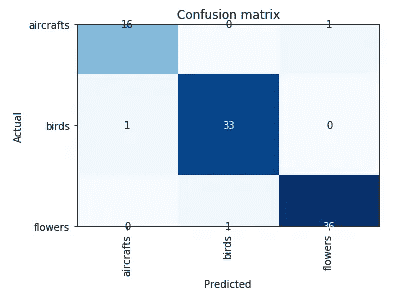 Confusion matrix
aircrafts 16 0 1
birds 1 33 0
flowers 0 1 36
Actual
aircrafts birds flowers
Predicted